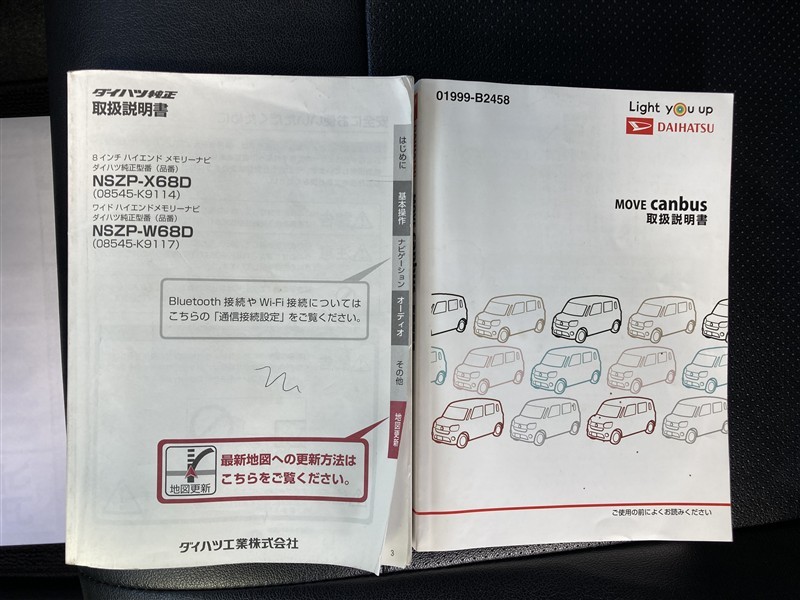 ダイハツ純正
取扱説明書
8インチ ハイエンド メモリーナビ
ダイハツ純正型番（品番）
NSZP-X68D
(08545-K9114)
ワイド ハイエンドメモリーナビ
ダイハツ純正型番（品番）
NSZP-W68D
(08545-K9117)
Bluetooth 接続や Wi-Fi 接続については
こちらの「通信接続設定」をご覧ください。
地図更新
最新地図への更新方法は
こちらをご覧ください。
ダイハツ工業株式会社
はじめに
基本操作
ナビゲーション
オーディオ
その他
地図更新
3
01999-B2458
Light you up
DAIHATSU
MOVE canbus
取扱説明書
ご使用の前によくお読みください